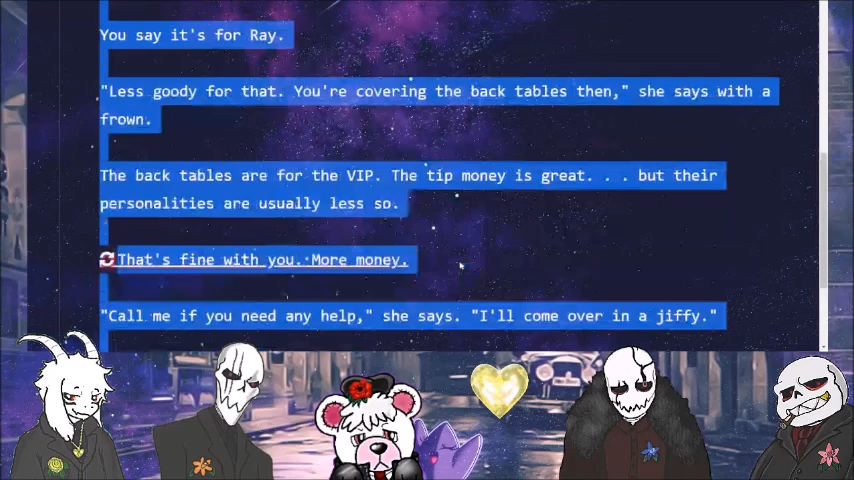 You say it's for Ray.
"Less goody for that. You're covering the back tables then," she says with a
frown.
The back tables are for the VIP. The tip money is great. . . but their
personalities are usually less so.
That's fine with you. More money.
"Call me if you need any help," she says. "I'll come over in a jiffy."